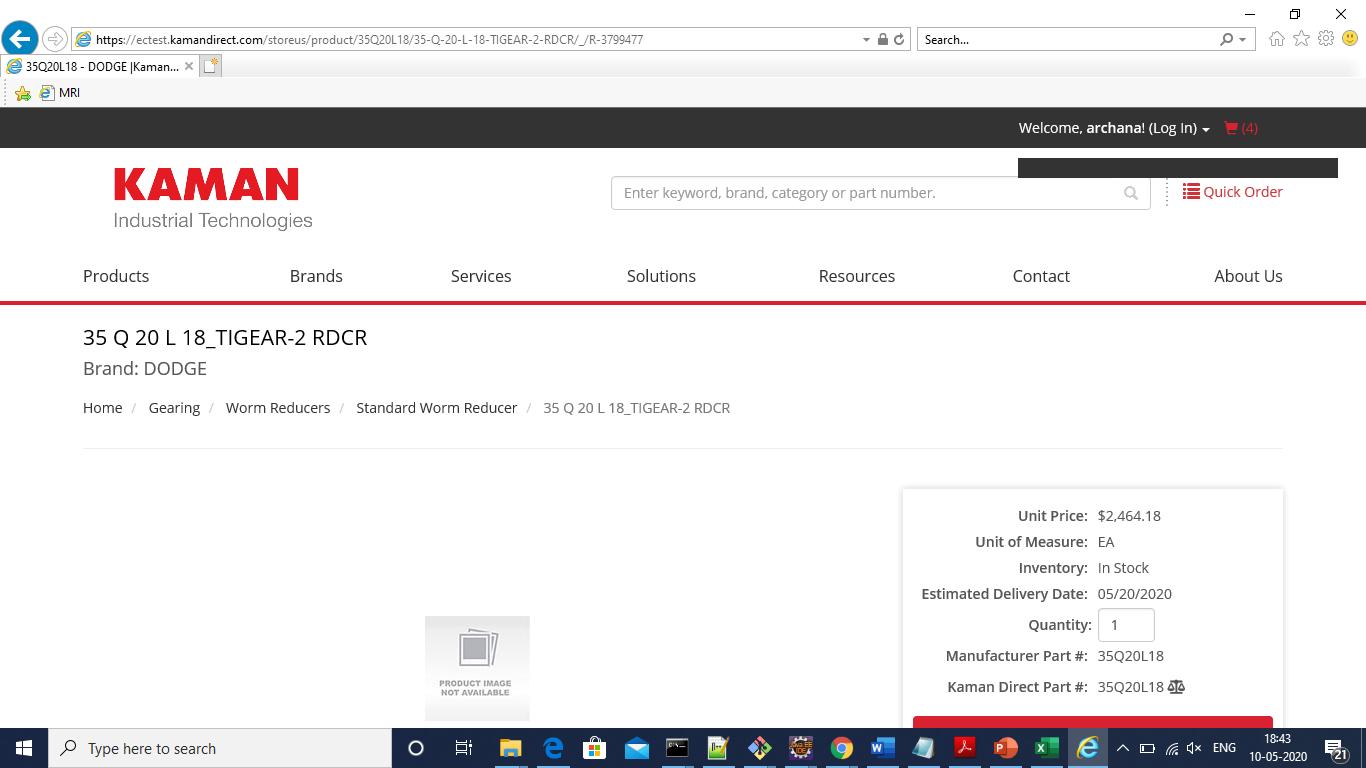 https://ectest.kamandirect.com/storeus/product/35Q20L18/35-Q-20-L-18-TIGEAR-2-RDCR/_/R-3799477
Search...
35Q20L18 - DODGE |Kaman...
MRI
Welcome, archana! (Log In) (4)
KAMAN
Industrial Technologies
Enter keyword, brand, category or part number.
Quick Order
Products Brands Services Solutions Resources Contact About Us
35 Q 20 L 18_TIGEAR-2 RDCR
Brand: DODGE
Home / Gearing / Worm Reducers / Standard Worm Reducer / 35 Q 20 L 18_TIGEAR-2 RDCR
Unit Price: $2,464.18
Unit of Measure: EA
Inventory: In Stock
Estimated Delivery Date: 05/20/2020
Quantity: 1
Manufacturer Part #: 35Q20L18
Kaman Direct Part #: 35Q20L18
PRODUCT IMAGE
NOT AVAILABLE
Type here to search
ENG
18:43
10-05-2020
21